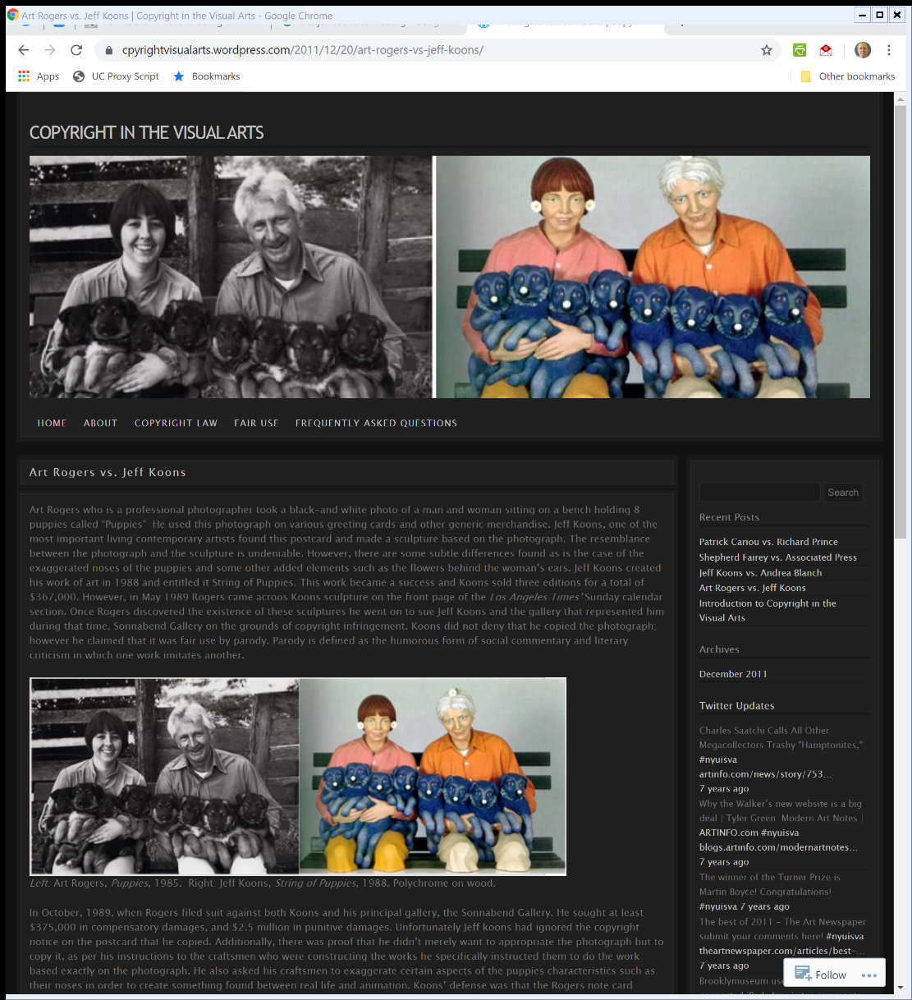 Art Rogers vs. Jeff Koons | Copyright in the Visual Arts - Google Chrome
cpyrightvisualarts.wordpress.com/2011/12/20/art-rogers-vs-jeff-koons/
Apps UC Proxy Script Bookmarks Other bookmarks
COPYRIGHT IN THE VISUAL ARTS
HOME ABOUT COPYRIGHT LAW FAIR USE FREQUENTLY ASKED QUESTIONS
Art Rogers vs. Jeff Koons
Art Rogers who is a professional photographer took a black-and white photo of a man and woman sitting on a bench holding 8
puppies called "Puppies"  He used this photograph on various greeting cards and other generic merchandise. Jeff Koons, one of the
most important living contemporary artists found this postcard and made a sculpture based on the photograph. The resemblance
between the photograph and the sculpture is undeniable. However, there are some subtle differences found as is the case of the
exaggerated noses of the puppies and some other added elements such as the flowers behind the woman's ears. Jeff Koons created
his work of art in 1988 and entitled it String of Puppies. This work became a success and Koons sold three editions for a total of
$367,000. However, in May 1989 Rogers came acroos Koons sculpture on the front page of the Los Angeles Times' Sunday calendar
section. Once Rogers discovered the existence of these sculptures he went on to sue Jeff Koons and the gallery that represented him
during that time, Sonnabend Gallery on the grounds of copyright infringement. Koons did not deny that he copied the photograph;
however he claimed that it was fair use by parody. Parody is defined as the humorous form of social commentary and literary
criticism in which one work imitates another.
Left: Art Rogers, Puppies, 1985.  Right: Jeff Koons, String of Puppies, 1988. Polychrome on wood.
In October, 1989, when Rogers filed suit against both Koons and his principal gallery, the Sonnabend Gallery. He sought at least
$375,000 in compensatory damages, and $2.5 million in punitive damages. Unfortunately Jeff koons had ignored the copyright
notice on the postcard that he copied. Additionally, there was proof that he didn't merely want to appropriate the photograph but to
copy it, as per his instructions to the craftsmen who were constructing the works he specifically instructed them to do the work
based exactly on the photograph. He also asked his craftsmen to exaggerate certain aspects of the puppies characteristics such as
their noses in order to create something found between real life and animation. Koons' defense was that the Rogers note card
Search
Recent Posts
Patrick Cariou vs. Richard Prince
Shepherd Fairey vs. Associated Press
Jeff Koons vs. Andrea Blanch
Art Rogers vs. Jeff Koons
Introduction to Copyright in the
Visual Arts
Archives
December 2011
Twitter Updates
Charles Saatchi Calls All Other
Megacollectors Trashy "Hamptonites,"
#nyuisva
artinfo.com/news/story/753…
7 years ago
Why the Walker's new website is a big
deal | Tyler Green  Modern Art Notes |
ARTINFO.com #nyuisva
blogs.artinfo.com/modernartnotes…
7 years ago
The winner of the Turner Prize is
Martin Boyce! Congratulations!
#nyuisva 7 years ago
The best of 2011 - The Art Newspaper
submit your comments here! #nyuisva
theartnewspaper.com/articles/best-…
7 years ago
Brooklymuseum
Follow